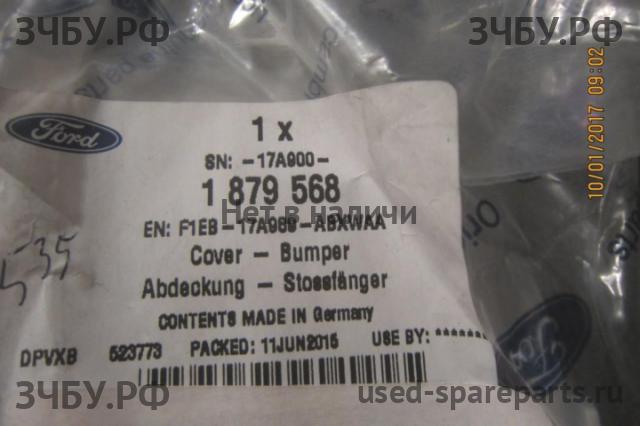 ЗЧБУ.РФ
ЗЧБУ.РФ
10/01/2017 09:02
Ford
1 x
SN: -17A900-
1 879 568
Нет в наличии
EN: F1EB-17A989-ABXWAA
Cover - Bumper
Abdeckung - Stossfänger
CONTENTS MADE IN Germany
535
DPVXB 523773 PACKED: 11JUN2015 USE BY: ******
ЗЧБУ.РФ
used-spareparts.ru